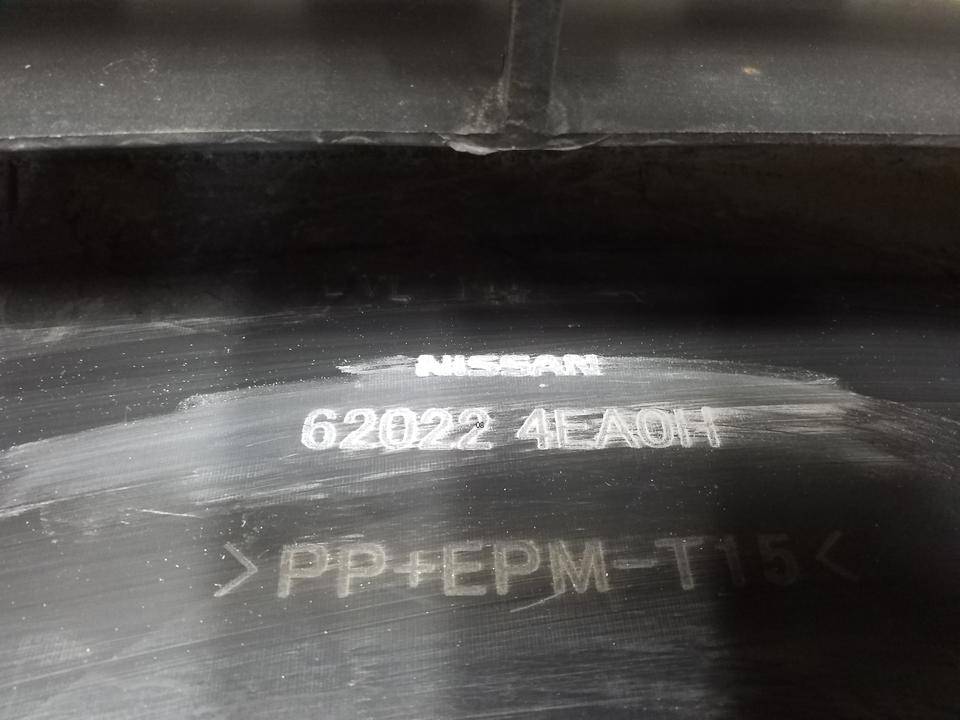 NISSAN
62022 4EA0H
>PP+EPM-T15<